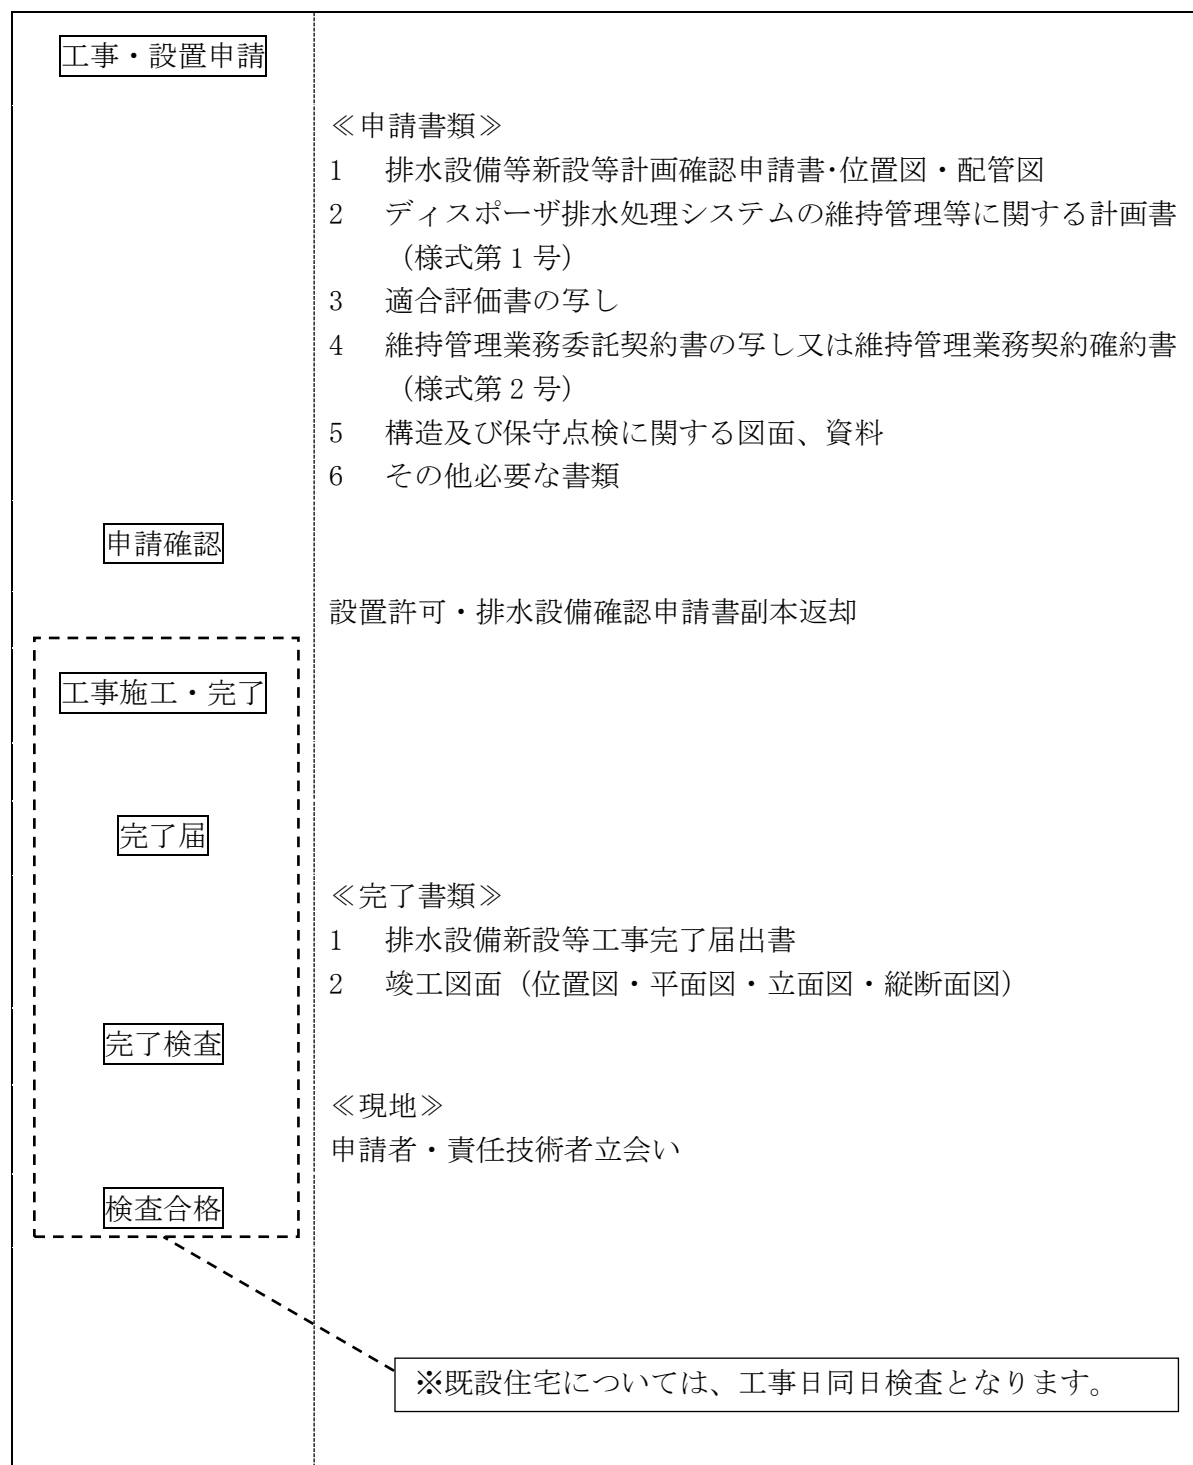 工事・設置申請
≪申請書類≫
1 排水設備等新設等計画確認申請書・位置図・配管図
2 ディスポーザ排水処理システムの維持管理等に関する計画書
（様式第1号）
3 適合評価書の写し
4 維持管理業務委託契約書の写し又は維持管理業務契約確約書
（様式第2号）
5 構造及び保守点検に関する図面、資料
6 その他必要な書類
申請確認
設置許可・排水設備確認申請書副本返却
工事施工・完了
完了届
≪完了書類≫
1 排水設備新設等工事完了届出書
2 竣工図面（位置図・平面図・立面図・縦断面図）
完了検査
≪現地≫
申請者・責任技術者立会い
検査合格
※既設住宅については、工事日同日検査となります。